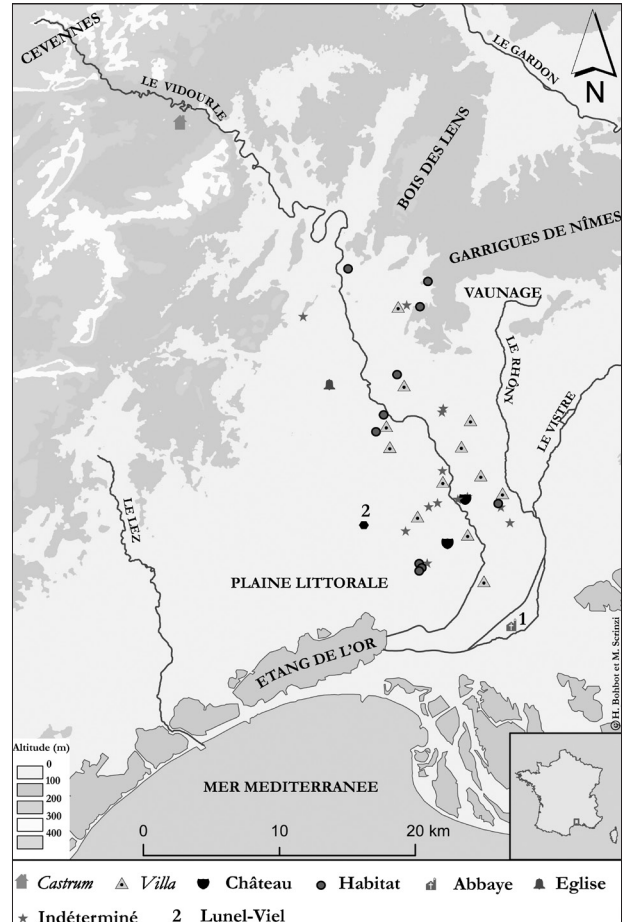 CEVENNES
LE VIDOURLE
LE GARDON
N
BOIS DES LENS
GARRIGUES DE NÎMES
VAUNAGE
LE RHÔNY
LE VISTRE
LE LEZ
2
PLAINE LITTORALE
1
ETANG DE L'OR
© H. Bohbot et M. Scrinzi
Altitude (m)
0
100
200
300
400
MER MEDITERRANEE
0 10 20 km
Castrum Villa Château Habitat Abbaye Eglise
Indéterminé 2 Lunel-Viel